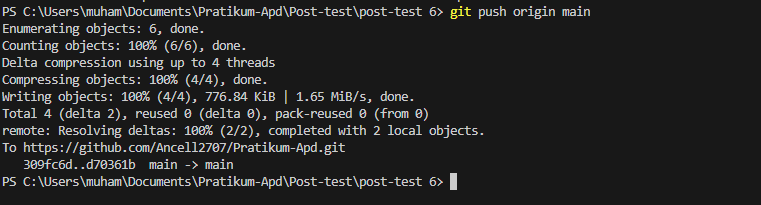 PS C:\Users\muham\Documents\Pratikum-Apd\Post-test\post-test 6> git push origin main
Enumerating objects: 6, done.
Counting objects: 100% (6/6), done.
Delta compression using up to 4 threads
Compressing objects: 100% (4/4), done.
Writing objects: 100% (4/4), 776.84 KiB | 1.65 MiB/s, done.
Total 4 (delta 2), reused 0 (delta 0), pack-reused 0 (from 0)
remote: Resolving deltas: 100% (2/2), completed with 2 local objects.
To https://github.com/Ancell2707/Pratikum-Apd.git
   309fc6d..d70361b  main -> main
PS C:\Users\muham\Documents\Pratikum-Apd\Post-test\post-test 6>